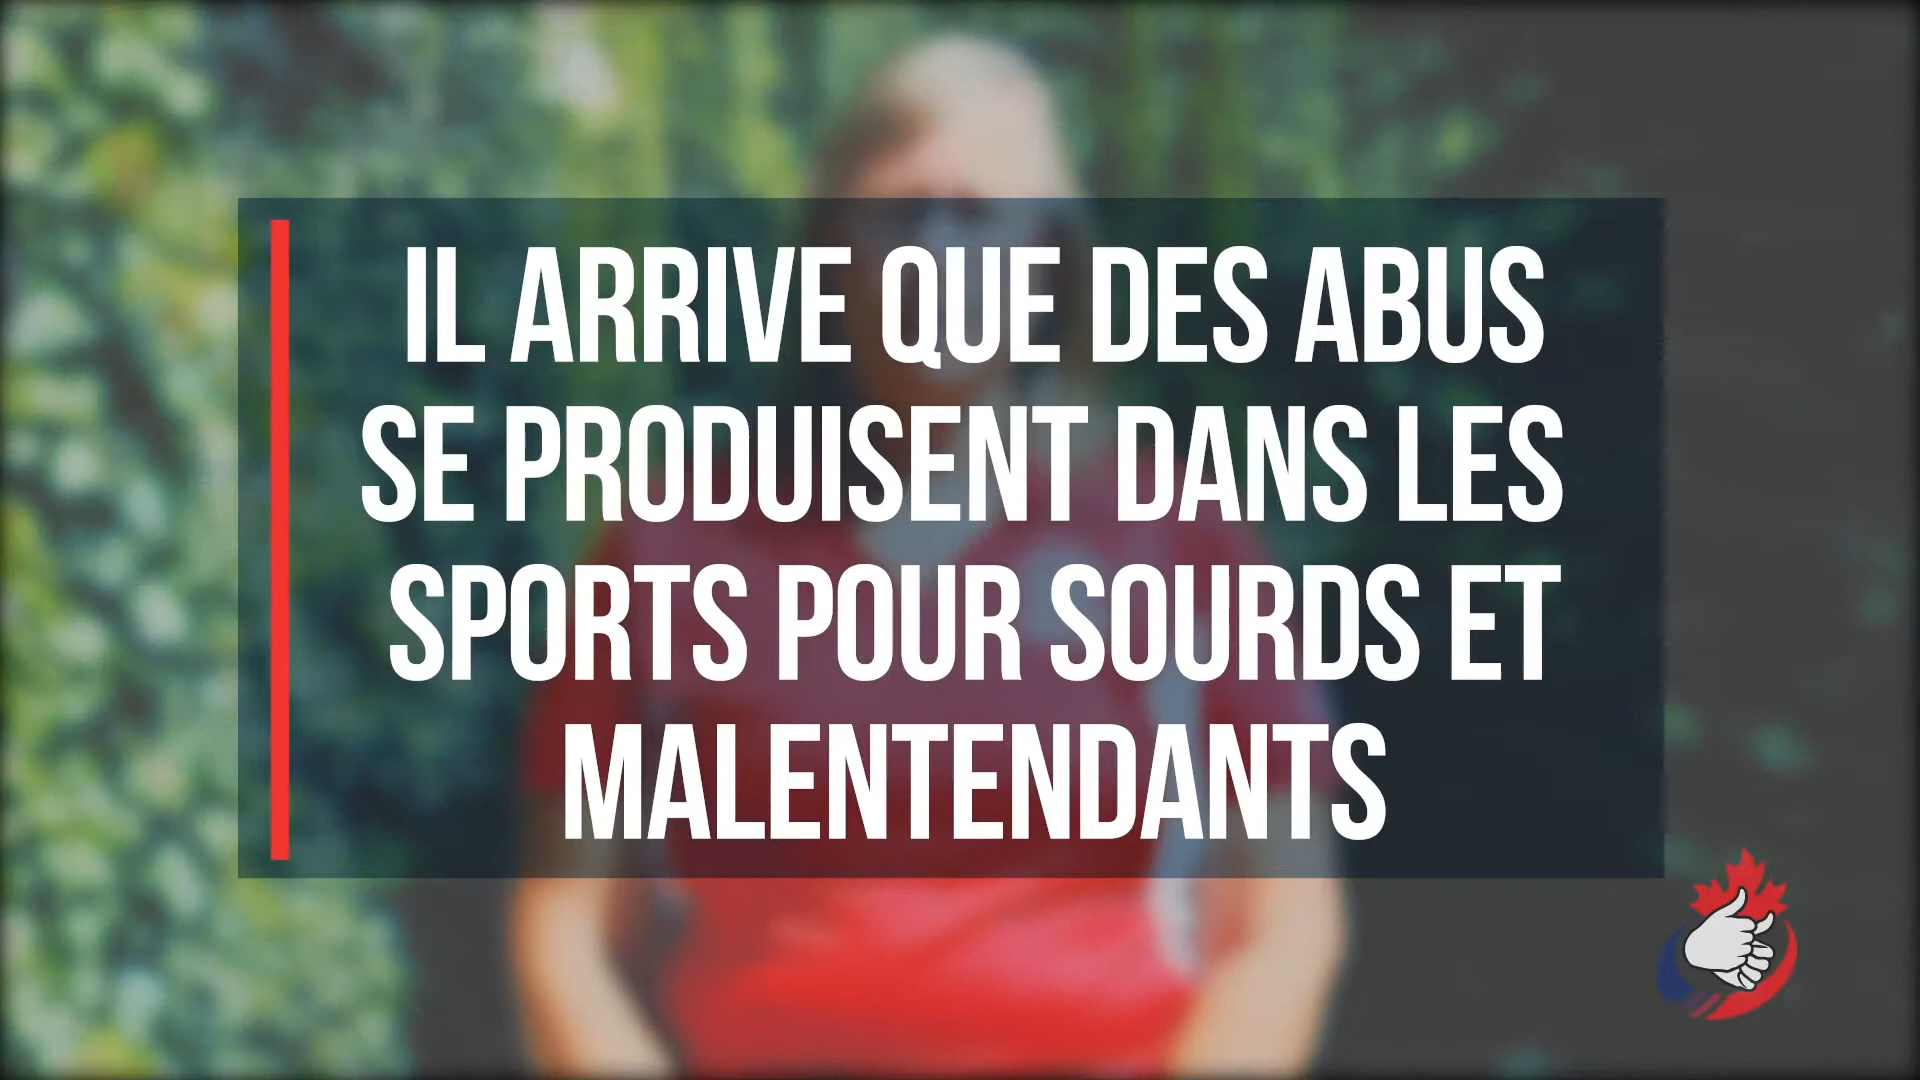 IL ARRIVE QUE DES ABUS
SE PRODUISENT DANS LES
SPORTS POUR SOURDS ET
MALENTENDANTS